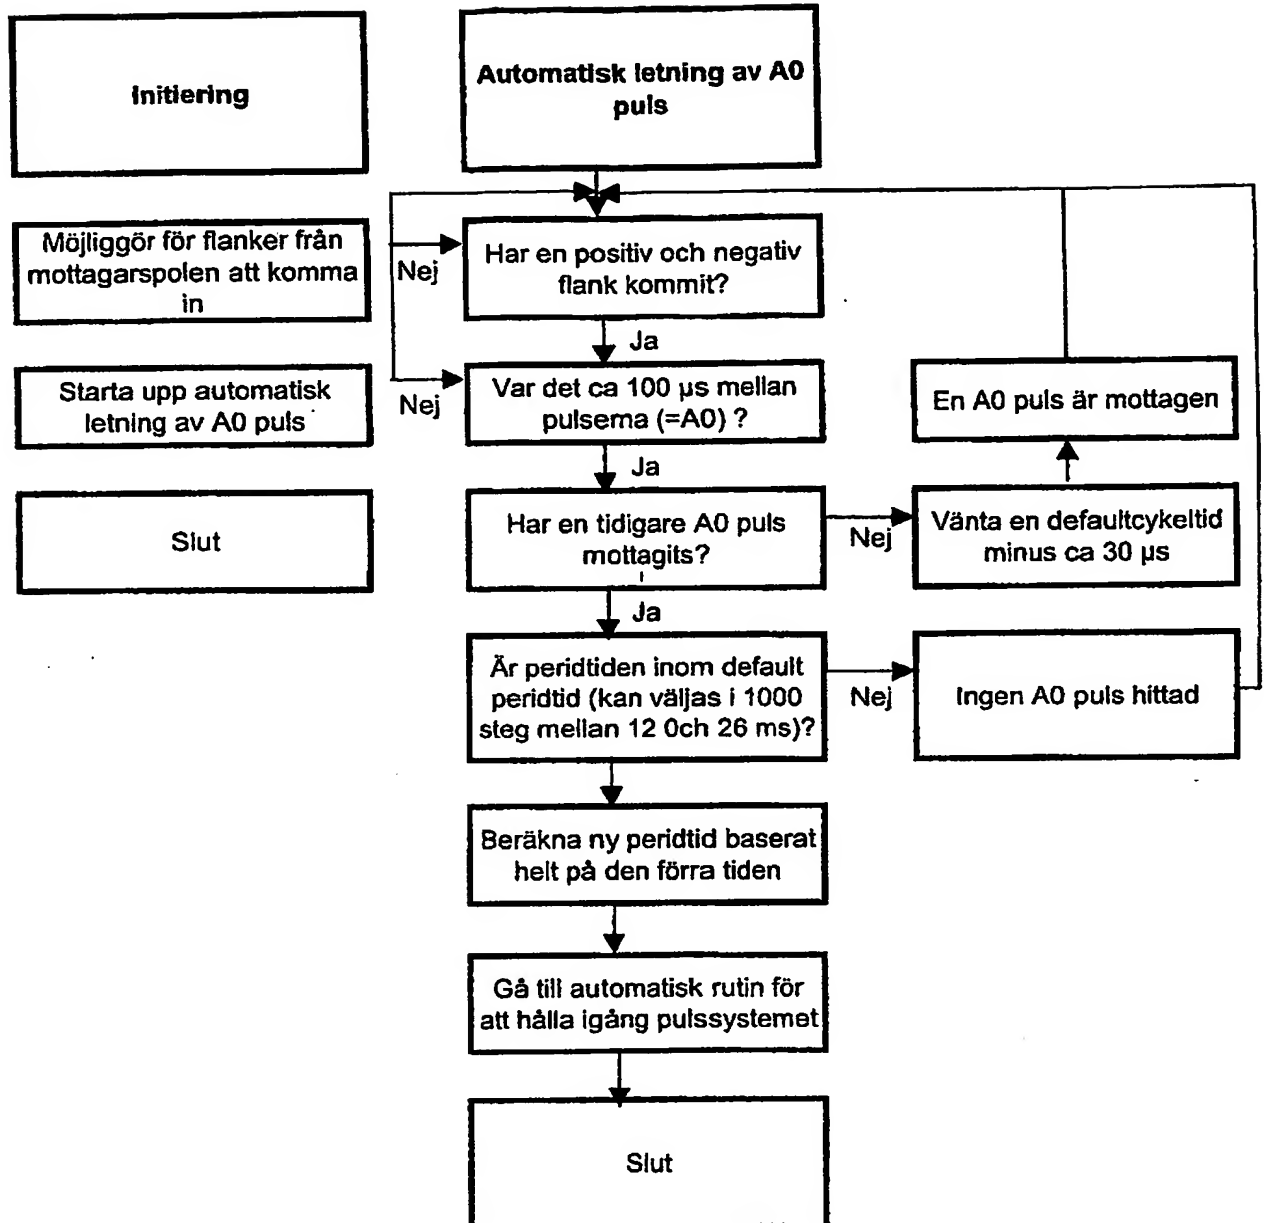 Initiering
Möjliggör för flanker från
mottagarspolen att komma
in
Starta upp automatisk
letning av A0 puls
Slut
Automatisk letning av A0
puls
Har en positiv och negativ
flank kommit?
Nej
Ja
Var det ca 100 µs mellan
pulserna (=A0) ?
Nej
Ja
Har en tidigare A0 puls
mottagits?
Nej
Ja
Vänta en defaultcykeltid
minus ca 30 µs
En A0 puls är mottagen
Är peridtiden inom default
peridtid (kan väljas i 1000
steg mellan 12 0ch 26 ms)?
Nej
Ingen A0 puls hittad
Beräkna ny peridtid baserat
helt på den förra tiden
Gå till automatisk rutin för
att hålla igång pulssystemet
Slut